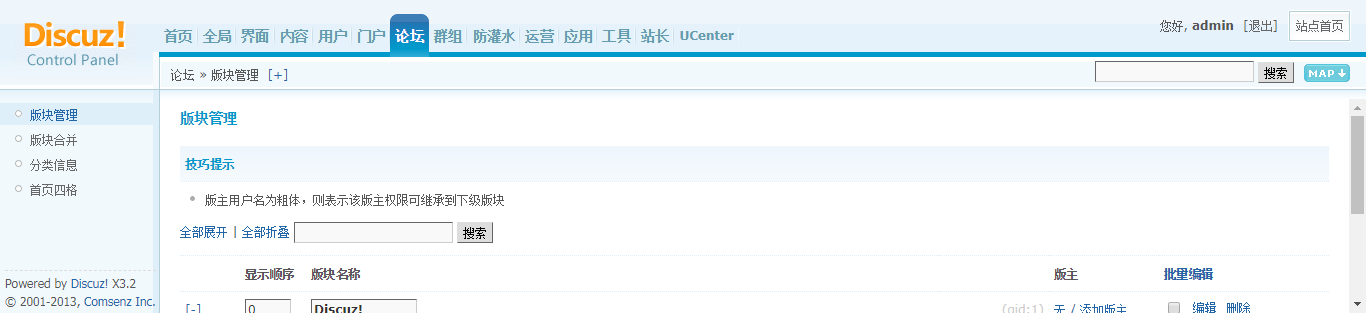 Discuz!
Control Panel
首页 全局 界面 内容 用户 门户 论坛 群组 防灌水 运营 应用 工具 站长 UCenter
您好, admin [退出] 站点首页
论坛 » 版块管理 [+]
搜索 MAP
版块管理
版块合并
分类信息
首页四格
Powered by Discuz! X3.2
© 2001-2013, Comsenz Inc.
版块管理
技巧提示
版主用户名为粗体，则表示该版主权限可继承到下级版块
全部展开 | 全部折叠 搜索
显示顺序 版块名称 版主 批量编辑
[-] 0 Discuz! (gid:1) 无 / 添加版主 编辑 删除